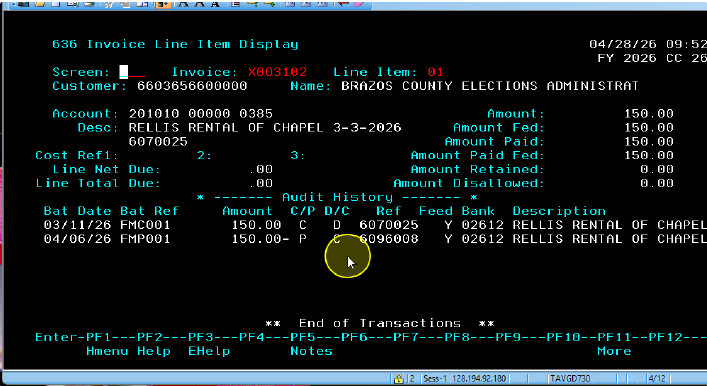 636 Invoice Line Item Display 04/28/26 09:52
FY 2026 CC 26
Screen: ___ Invoice: X003102 Line Item: 01
Customer: 6603656600000 Name: BRAZOS COUNTY ELECTIONS ADMINISTRAT
Account: 201010 00000 0385 Amount: 150.00
Desc: RELLIS RENTAL OF CHAPEL 3-3-2026 Amount Fed: 150.00
6070025 Amount Paid: 150.00
Cost Ref1: 2: 3: Amount Paid Fed: 150.00
Line Net Due: .00 Amount Retained: 0.00
Line Total Due: .00 Amount Disallowed: 0.00
* ------- Audit History ------- *
Bat Date Bat Ref Amount C/P D/C Ref Feed Bank Description
03/11/26 FMC001 150.00 C D 6070025 Y 02612 RELLIS RENTAL OF CHAPEL
04/06/26 FMP001 150.00- P C 6096008 Y 02612 RELLIS RENTAL OF CHAPEL
** End of Transactions **
Enter-PF1---PF2---PF3---PF4---PF5---PF6---PF7---PF8---PF9---PF10--PF11--PF12---
Hmenu Help EHelp Notes More
2 Sess-1 128.194.92.180 TAVGD730 4/12